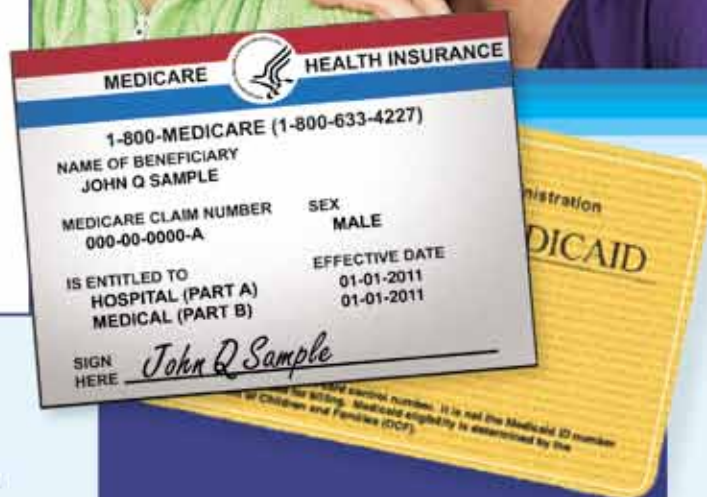 MEDICARE HEALTH INSURANCE
1-800-MEDICARE (1-800-633-4227)
NAME OF BENEFICIARY
JOHN Q SAMPLE
MEDICARE CLAIM NUMBER SEX
000-00-0000-A MALE
IS ENTITLED TO EFFECTIVE DATE
HOSPITAL (PART A) 01-01-2011
MEDICAL (PART B) 01-01-2011
SIGN
HERE John Q Sample
nistration
DICAID
card control number. It is not the Medicaid ID number
for billing. Medicaid eligibility is determined by the
of Children and Families (DCF).